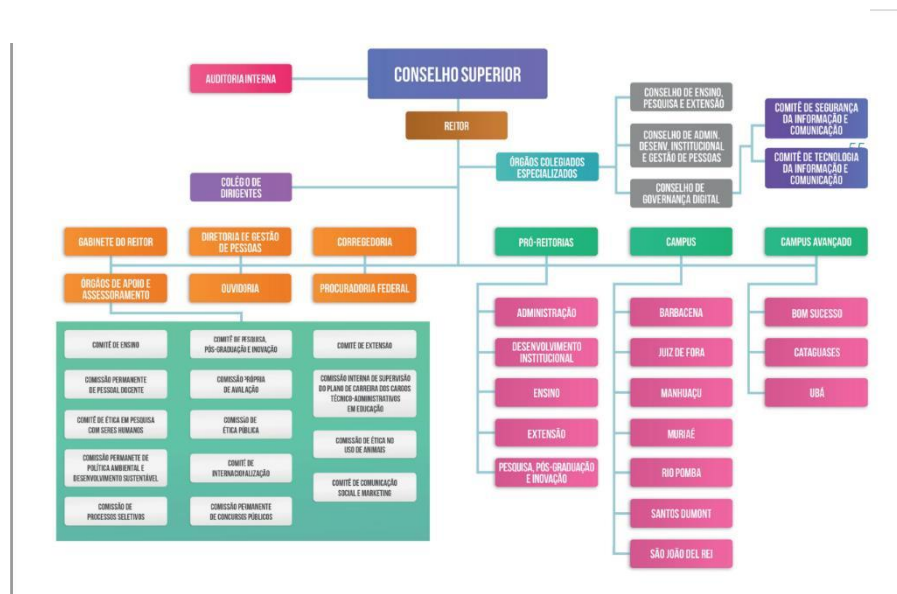 AUDITORIA INTERNA
CONSELHO SUPERIOR
REITOR
CONSELHO DE ENSINO,
PESQUISA E EXTENSÃO
CONSELHO DE ADMIN.
DESENV. INSTITUCIONAL
E GESTÃO DE PESSOAS
CONSELHO DE
GOVERNANÇA DIGITAL
COMITÊ DE SEGURANÇA
DA INFORMAÇÃO E
COMUNICAÇÃO
COMITÊ DE TECNOLOGIA
DA INFORMAÇÃO E
COMUNICAÇÃO
ÓRGÃOS COLEGIADOS
ESPECIALIZADOS
COLÉGO DE
DIRIGENTES
GABINETE DO REITOR
DIRETORIA EE GESTÃO
DE PESSOAS
CORREGEDORIA
PRÓ-REITORIAS
CAMPUS
CAMPUS AVANÇADO
ÓRGÃOS DE APOIO E
ASSESSORAMENTO
OUVIDORIA
PROCURADORIA FEDERAL
COMITÊ DE ENSINO
COMITÊ DE PESQUISA,
PÓS-GRADUAÇÃO E INOVAÇÃO
COMITÊ DE EXTENSÃO
COMISSÃO PERMANENTE
DE PESSOAL DOCENTE
COMISSÃO PRÓPRIA
DE AVALAÇÃO
COMISSÃO INTERNA DE SUPERVISÃO
DO PLANO DE CARREIRA DOS CARGOS
TÉCNICO-ADMINISTRATIVOS
EM EDUCAÇÃO
COMITÊ DE ÉTICA EM PESQUISA
COM SERES HUMANOS
COMISSÃO DE
ÉTICA PÚBLICA
COMISSÃO DE ÉTICA NO
USO DE ANIMAIS
COMISSÃO PERMANETE DE
POLÍTICA AMBIENTAL E
DESENVOLVIMENTO SUSTENTÁVEL
COMITÊ DE
INTERNACIOALIZAÇÃO
COMITÊ DE COMUNICAÇÃO
SOCIAL E MARKETING
COMISSÃO DE
PROCESSOS SELETIVOS
COMISSÃO PERMANENTE
DE CONCURSOS PÚBLICOS
ADMINISTRAÇÃO
DESENVOLVIMENTO
INSTITUCIONAL
ENSINO
EXTENSÃO
PESQUISA, PÓS-GRADUAÇÃO
E INOVAÇÃO
BARBACENA
JUIZ DE FORA
MANHUAÇU
MURIAÉ
RIO POMBA
SANTOS DUMONT
SÃO JOÃO DEL REI
BOM SUCESSO
CATAGUASES
UBÁ